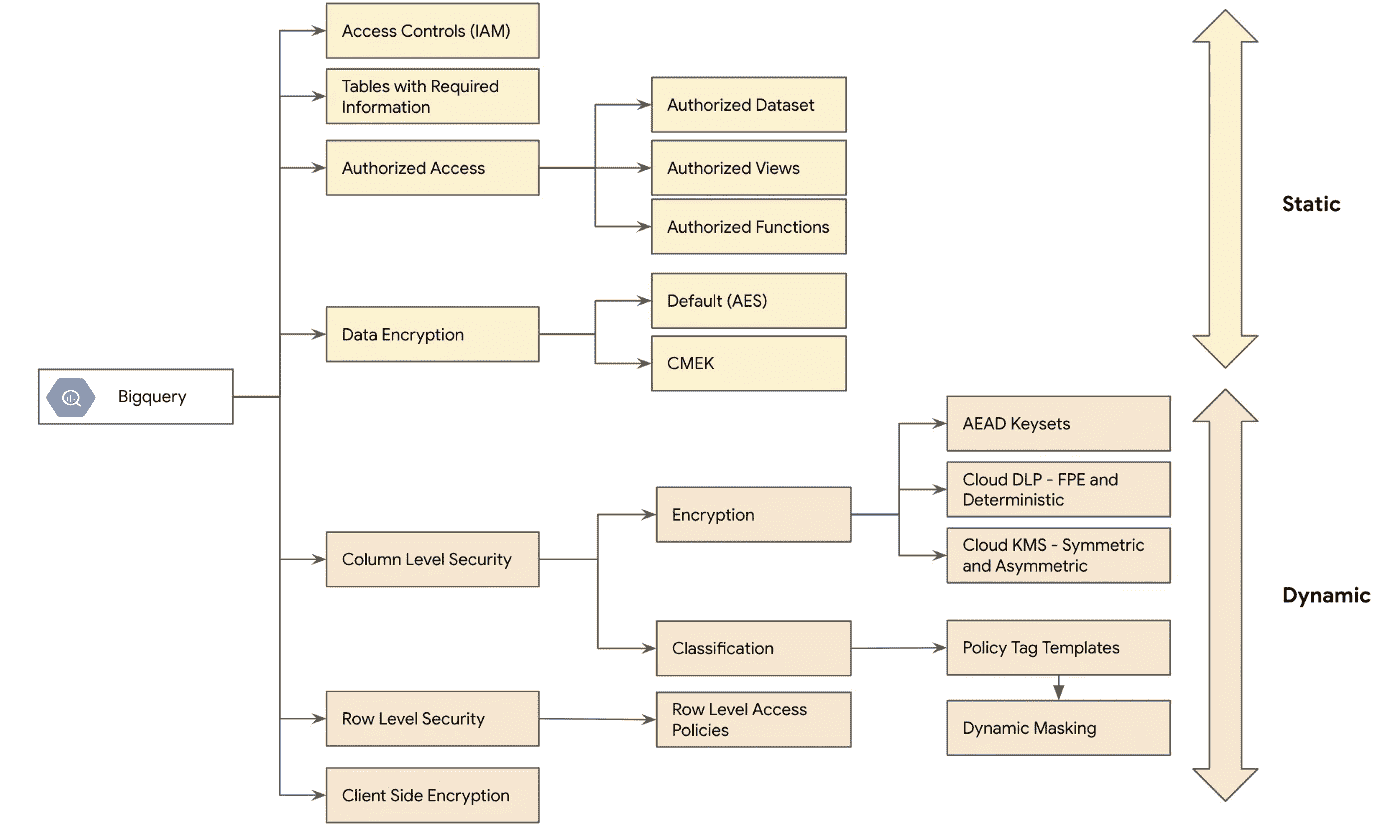 Access Controls (IAM)
Tables with Required
Information
Authorized Access
Authorized Dataset
Authorized Views
Authorized Functions
Static
Data Encryption
Default (AES)
CMEK
Bigquery
Column Level Security
Encryption
AEAD Keysets
Cloud DLP - FPE and
Deterministic
Cloud KMS - Symmetric
and Asymmetric
Dynamic
Classification
Policy Tag Templates
Dynamic Masking
Row Level Security
Row Level Access
Policies
Client Side Encryption